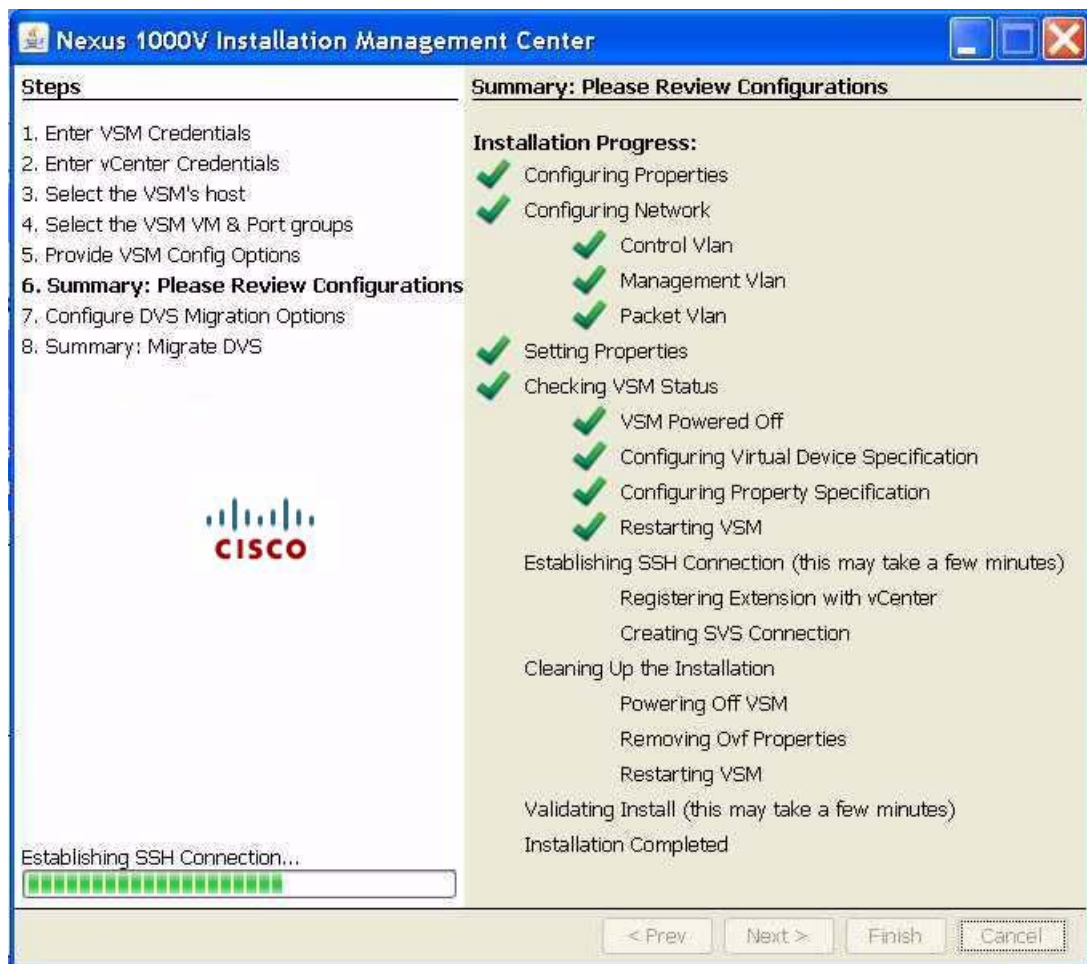 Nexus 1000V Installation Management Center
Steps
1. Enter VSM Credentials
2. Enter vCenter Credentials
3. Select the VSM's host
4. Select the VSM VM & Port groups
5. Provide VSM Config Options
6. Summary: Please Review Configurations
7. Configure DVS Migration Options
8. Summary: Migrate DVS
CISCO
Establishing SSH Connection...
Summary: Please Review Configurations
Installation Progress:
Configuring Properties
Configuring Network
Control Vlan
Management Vlan
Packet Vlan
Setting Properties
Checking VSM Status
VSM Powered Off
Configuring Virtual Device Specification
Configuring Property Specification
Restarting VSM
Establishing SSH Connection (this may take a few minutes)
Registering Extension with vCenter
Creating SVS Connection
Cleaning Up the Installation
Powering Off VSM
Removing Ovf Properties
Restarting VSM
Validating Install (this may take a few minutes)
Installation Completed
< Prev
Next >
Finish
Cancel